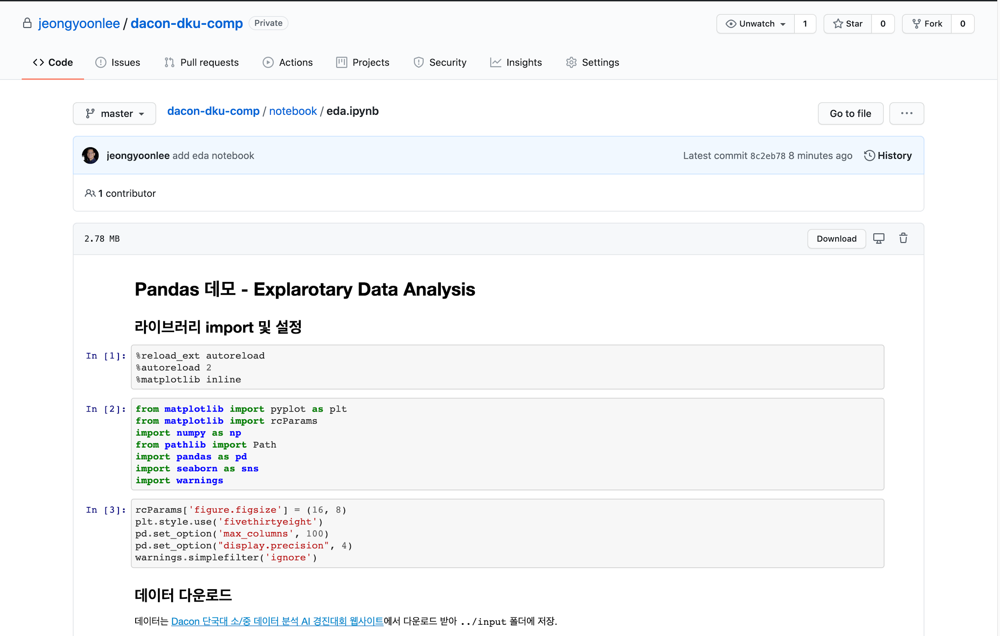 jeongyoonlee / dacon-dku-comp Private Unwatch 1 Star 0 Fork 0
Code Issues Pull requests Actions Projects Security Insights Settings
master dacon-dku-comp / notebook / eda.ipynb Go to file ...
jeongyoonlee add eda notebook Latest commit 8c2eb78 8 minutes ago History
1 contributor
2.78 MB Download
Pandas 데모 - Explarotary Data Analysis
라이브러리 import 및 설정
In [1]: %reload_ext autoreload
%autoreload 2
%matplotlib inline
In [2]: from matplotlib import pyplot as plt
from matplotlib import rcParams
import numpy as np
from pathlib import Path
import pandas as pd
import seaborn as sns
import warnings
In [3]: rcParams['figure.figsize'] = (16, 8)
plt.style.use('fivethirtyeight')
pd.set_option('max_columns', 100)
pd.set_option("display.precision", 4)
warnings.simplefilter('ignore')
데이터 다운로드
데이터는 Dacon 단국대 소/중 데이터 분석 AI 경진대회 웹사이트에서 다운로드 받아 ../input 폴더에 저장.